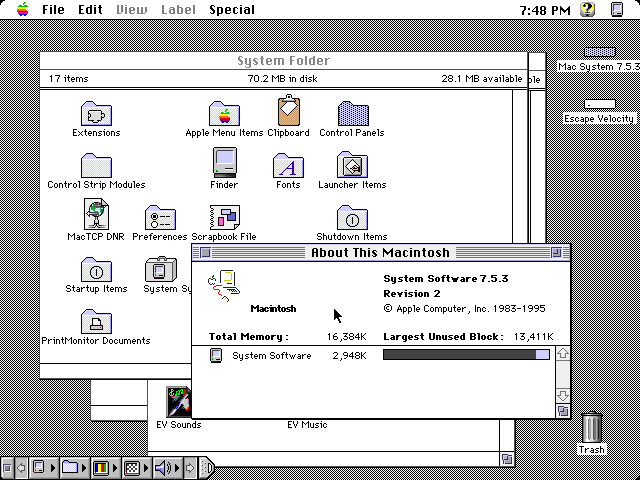 File Edit View Label Special 7:48 PM
System Folder
17 items 70.2 MB in disk 28.1 MB available
ble
Mac System 7.5.3
Escape Velocity
Extensions Apple Menu Items Clipboard Control Panels
Control Strip Modules Finder Fonts Launcher Items
MacTCP DNR Preferences Scrapbook File Shutdown Items
Startup Items System Su
PrintMonitor Documents
About This Macintosh
System Software 7.5.3
Revision 2
© Apple Computer, Inc. 1983-1995
Macintosh
Total Memory : 16,384K Largest Unused Block : 13,411K
System Software 2,948K
EV Sounds EV Music
Trash